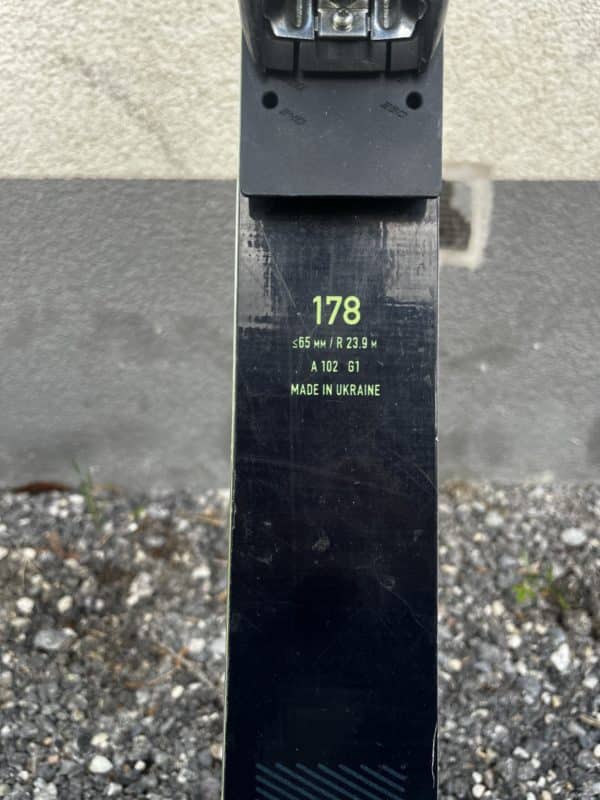 178
≤65 MM / R 23.9 M
A 102 G1
MADE IN UKRAINE